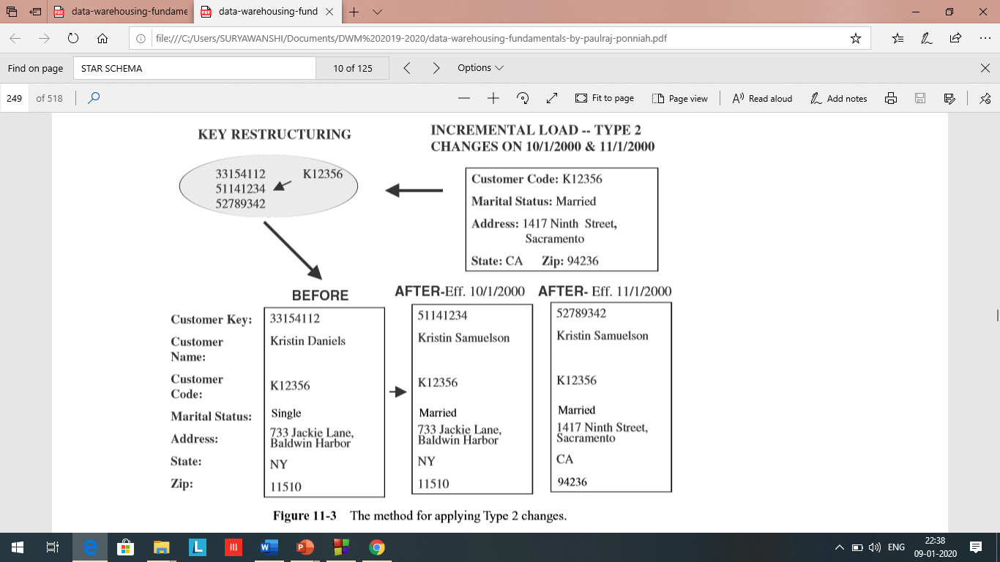 data-warehousing-fundame
data-warehousing-fund
file:///C:/Users/SURYAWANSHI/Documents/DWM%202019-2020/data-warehousing-fundamentals-by-paulraj-ponniah.pdf
Find on page
STAR SCHEMA
10 of 125
Options
249
of 518
Fit to page
Page view
Read aloud
Add notes
KEY RESTRUCTURING
33154112 K12356
51141234
52789342
INCREMENTAL LOAD -- TYPE 2
CHANGES ON 10/1/2000 & 11/1/2000
Customer Code: K12356
Marital Status: Married
Address: 1417 Ninth Street,
Sacramento
State: CA Zip: 94236
BEFORE
AFTER-Eff. 10/1/2000
AFTER- Eff. 11/1/2000
Customer Key:
Customer
Name:
Customer
Code:
Marital Status:
Address:
State:
Zip:
33154112
Kristin Daniels
K12356
Single
733 Jackie Lane,
Baldwin Harbor
NY
11510
51141234
Kristin Samuelson
K12356
Married
733 Jackie Lane,
Baldwin Harbor
NY
11510
52789342
Kristin Samuelson
K12356
Married
1417 Ninth Street,
Sacramento
CA
94236
Figure 11-3 The method for applying Type 2 changes.
ENG
22:38
09-01-2020